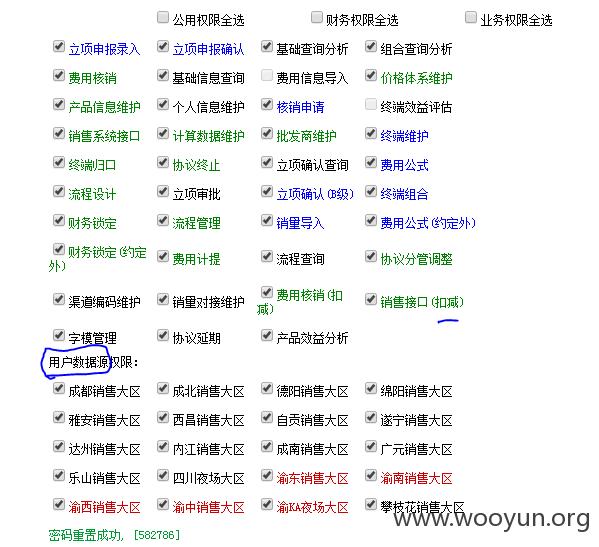 公用权限全选 财务权限全选 业务权限全选
立项申报录入 立项申报确认 基础查询分析 组合查询分析
费用核销 基础信息查询 费用信息导入 价格体系维护
产品信息维护 个人信息维护 核销申请 终端效益评估
销售系统接口 计算数据维护 批发商维护 终端维护
终端归口 协议终止 立项确认查询 费用公式
流程设计 立项审批 立项确认(B级) 终端组合
财务锁定 流程管理 销量导入 费用公式(约定外)
财务锁定(约定
外) 费用计提 流程查询 协议分管调整
渠道编码维护 销量对接维护 费用核销(扣
减) 销售接口(扣减)
字模管理 协议延期 产品效益分析
用户数据源权限:
成都销售大区 成北销售大区 德阳销售大区 绵阳销售大区
雅安销售大区 西昌销售大区 自贡销售大区 遂宁销售大区
达州销售大区 内江销售大区 成南销售大区 广元销售大区
乐山销售大区 四川夜场大区 渝东销售大区 渝南销售大区
渝西销售大区 渝中销售大区 渝KA夜场大区 攀枝花销售大区
密码重置成功, [582786]
www.wooyun.org